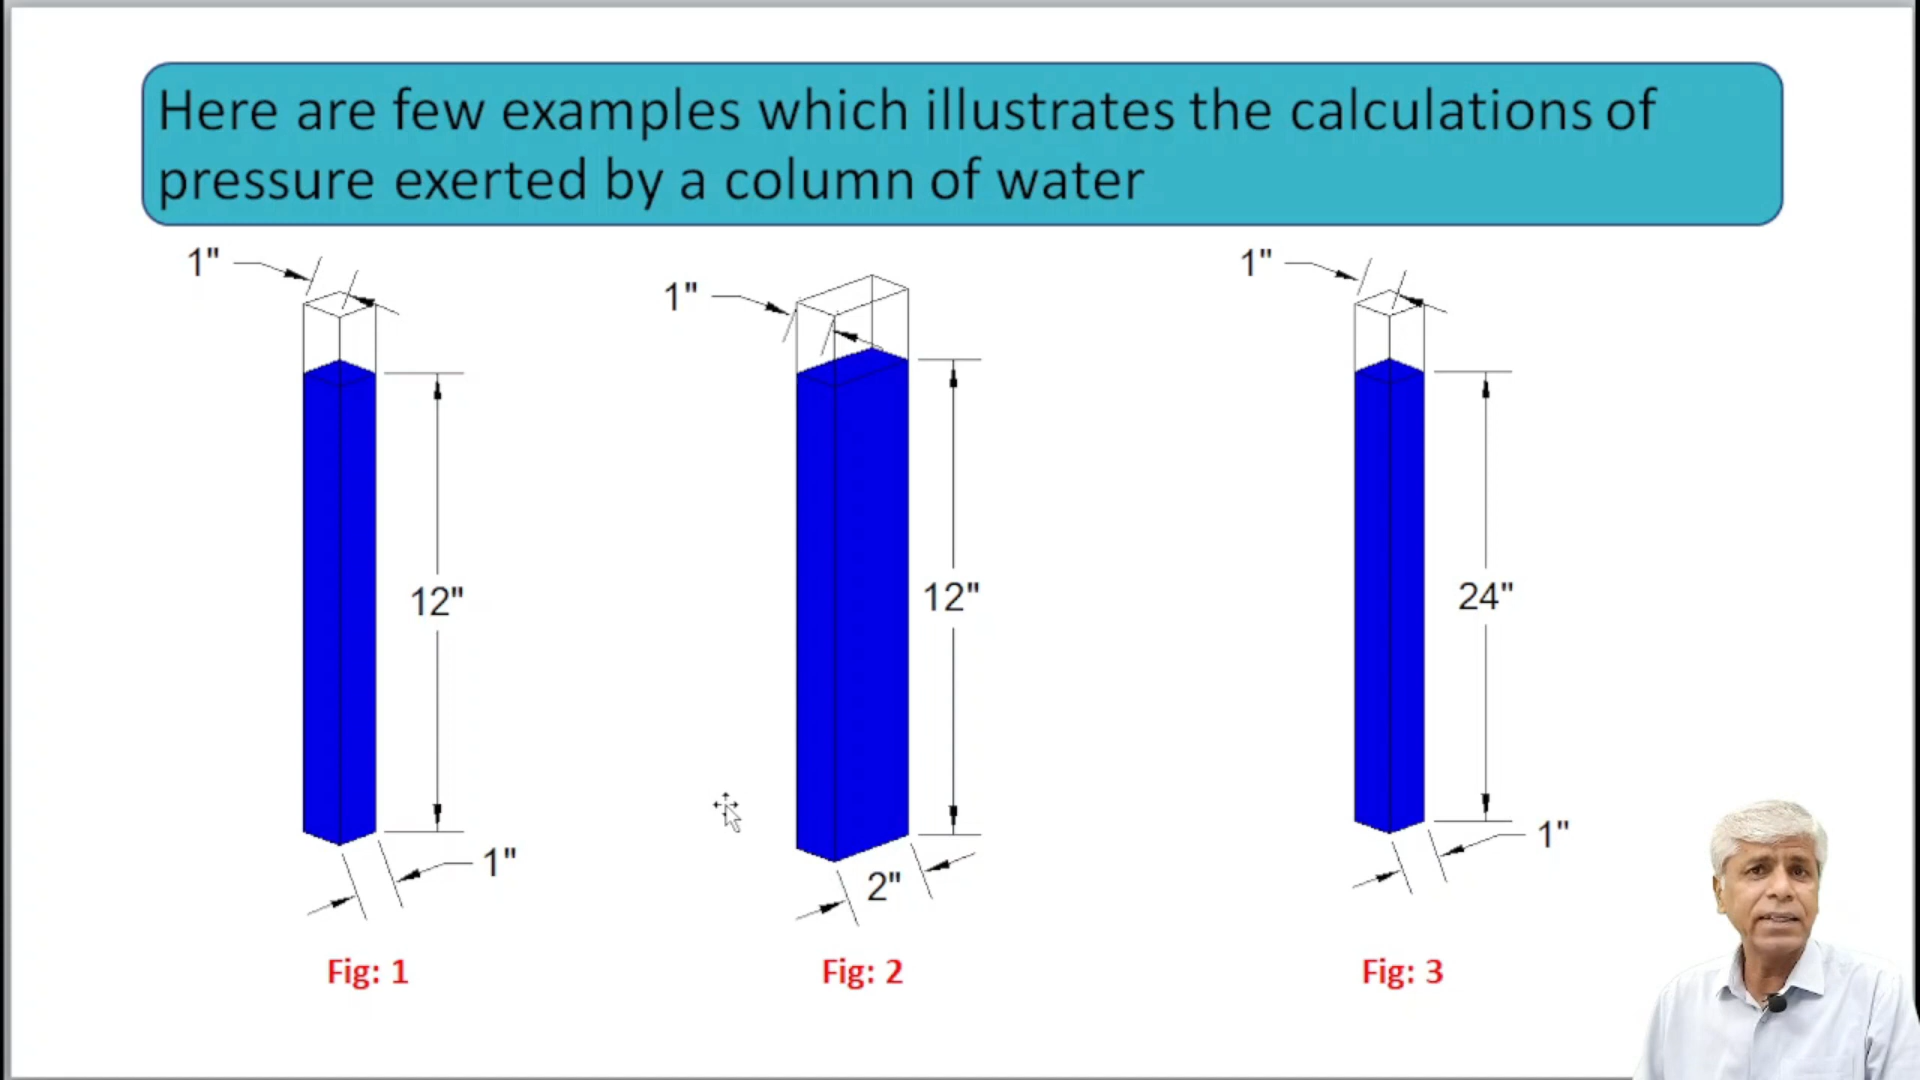 Here are few examples which illustrates the calculations of
pressure exerted by a column of water
1"
1"
1"
12"
12"
24"
1"
2"
1"
Fig: 1
Fig: 2
Fig: 3